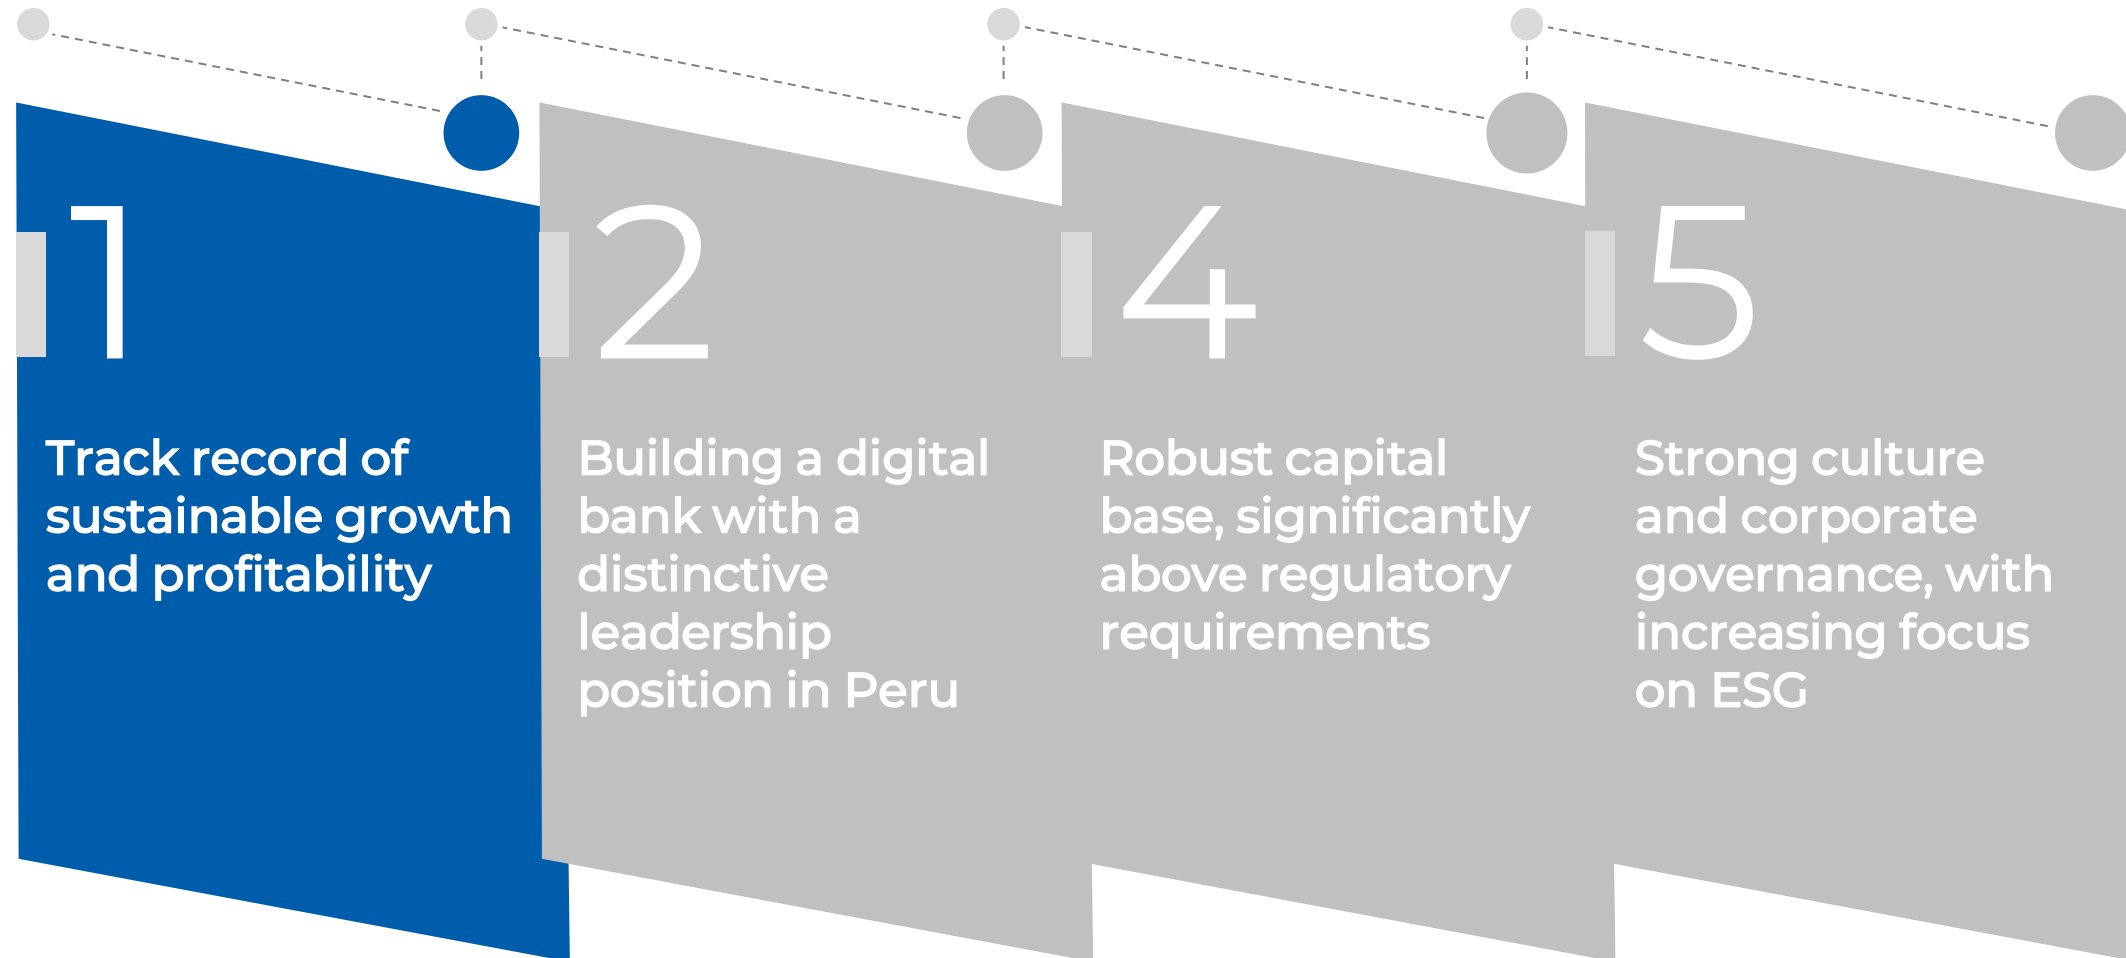 1
Track record of
sustainable growth
and profitability
2
Building a digital
bank with a
distinctive
leadership
position in Peru
4
Robust capital
base, significantly
above regulatory
requirements
5
Strong culture
and corporate
governance, with
increasing focus
on ESG